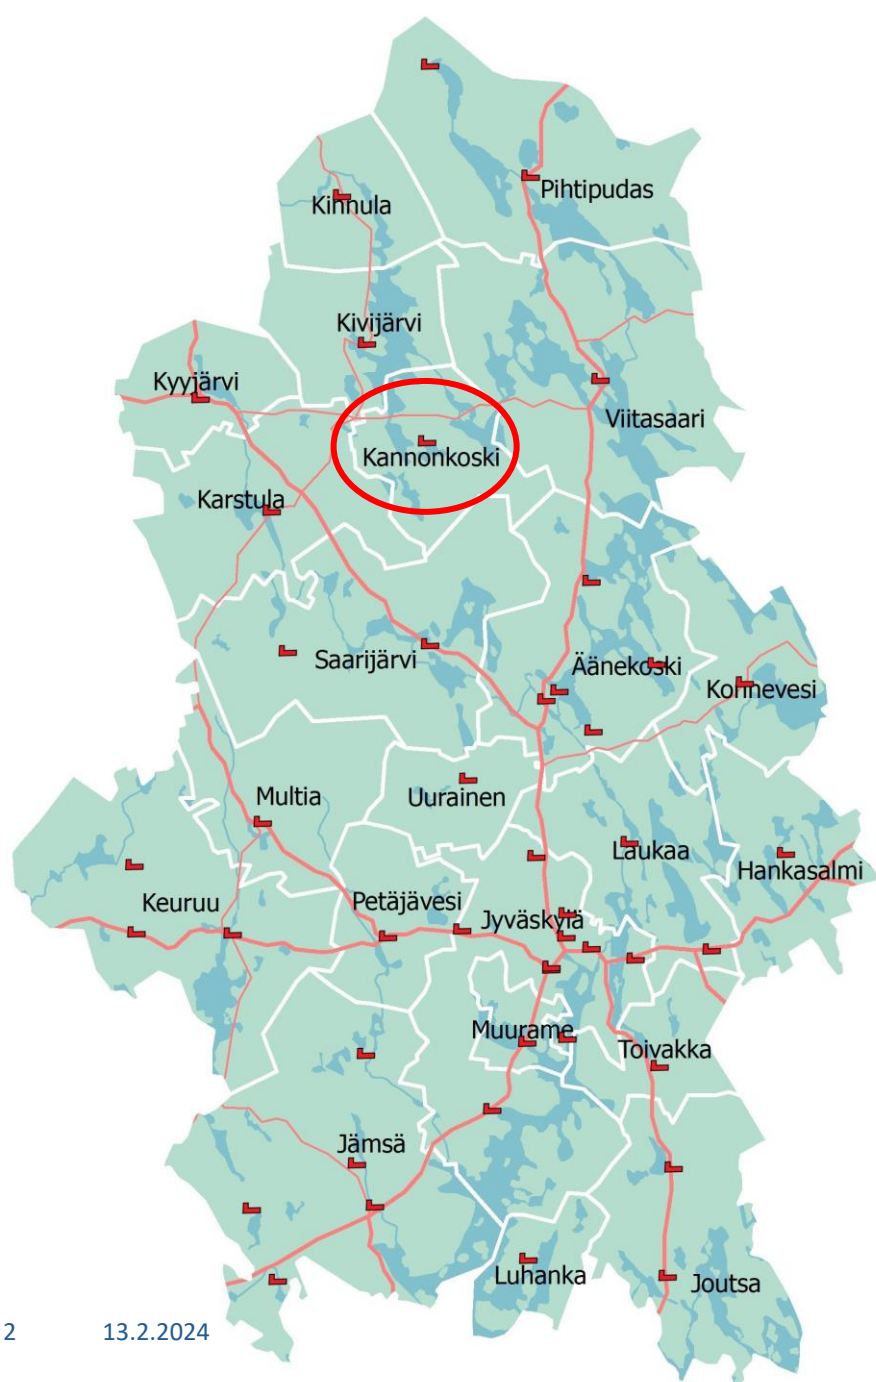 Pihtipudas
Kinnula
Kivijärvi
Kyyjärvi
Viitasaari
Kannonkoski
Karstula
Saarijärvi
Äänekoski
Konnevesi
Multia
Uurainen
Laukaa
Hankasalmi
Keuruu
Petäjävesi
Jyväskylä
Muurame
Toivakka
Jämsä
Luhanka
Joutsa
2 13.2.2024